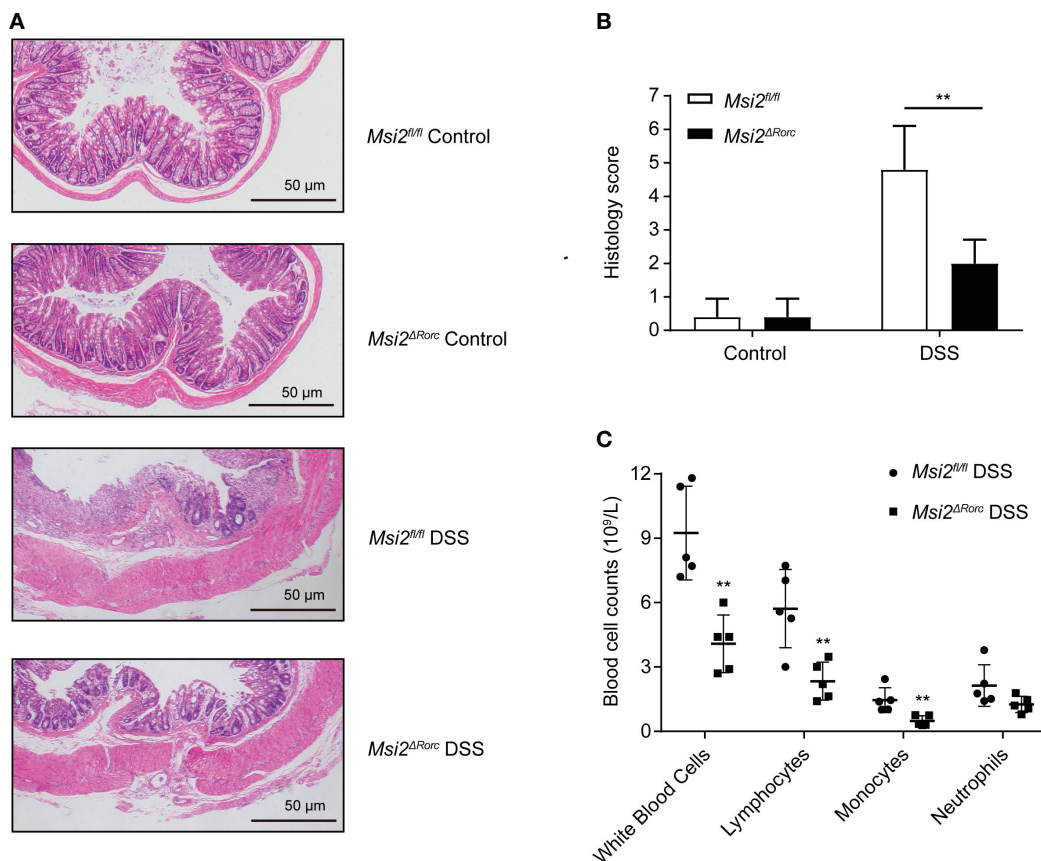 A
Msi2fl/fl Control
50 µm
Msi2ΔRorc Control
50 µm
Msi2fl/fl DSS
50 µm
Msi2ΔRorc DSS
50 µm
B
Msi2fl/fl
Msi2ΔRorc
**
Histology score
7
6
5
4
3
2
1
0
Control
DSS
C
Msi2fl/fl DSS
Msi2ΔRorc DSS
Blood cell counts (10⁹/L)
12
9
6
3
0
**
**
**
White Blood Cells
Lymphocytes
Monocytes
Neutrophils